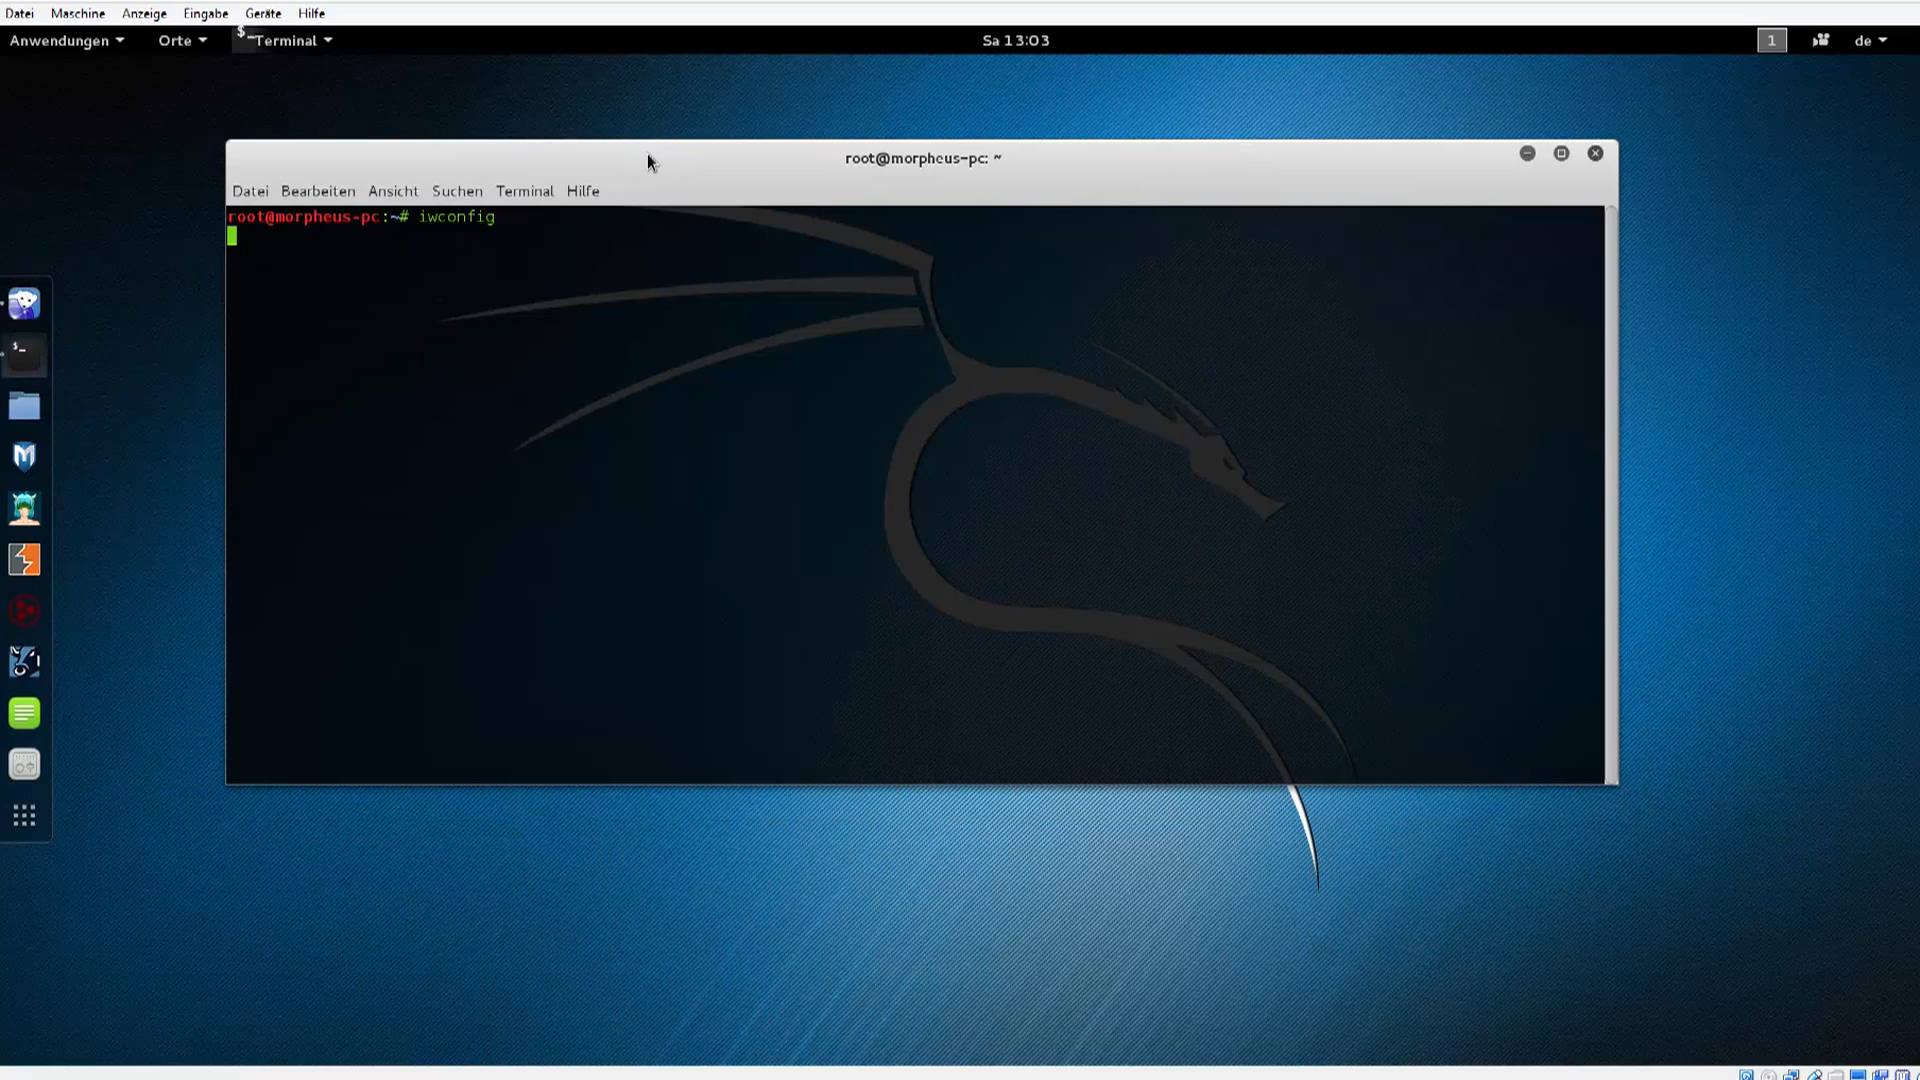 Datei Maschine Anzeige Eingabe Geräte Hilfe
Anwendungen Orte Terminal Sa 13:03 1 de
root@morpheus-pc: ~
Datei Bearbeiten Ansicht Suchen Terminal Hilfe
root@morpheus-pc:~# iwconfig